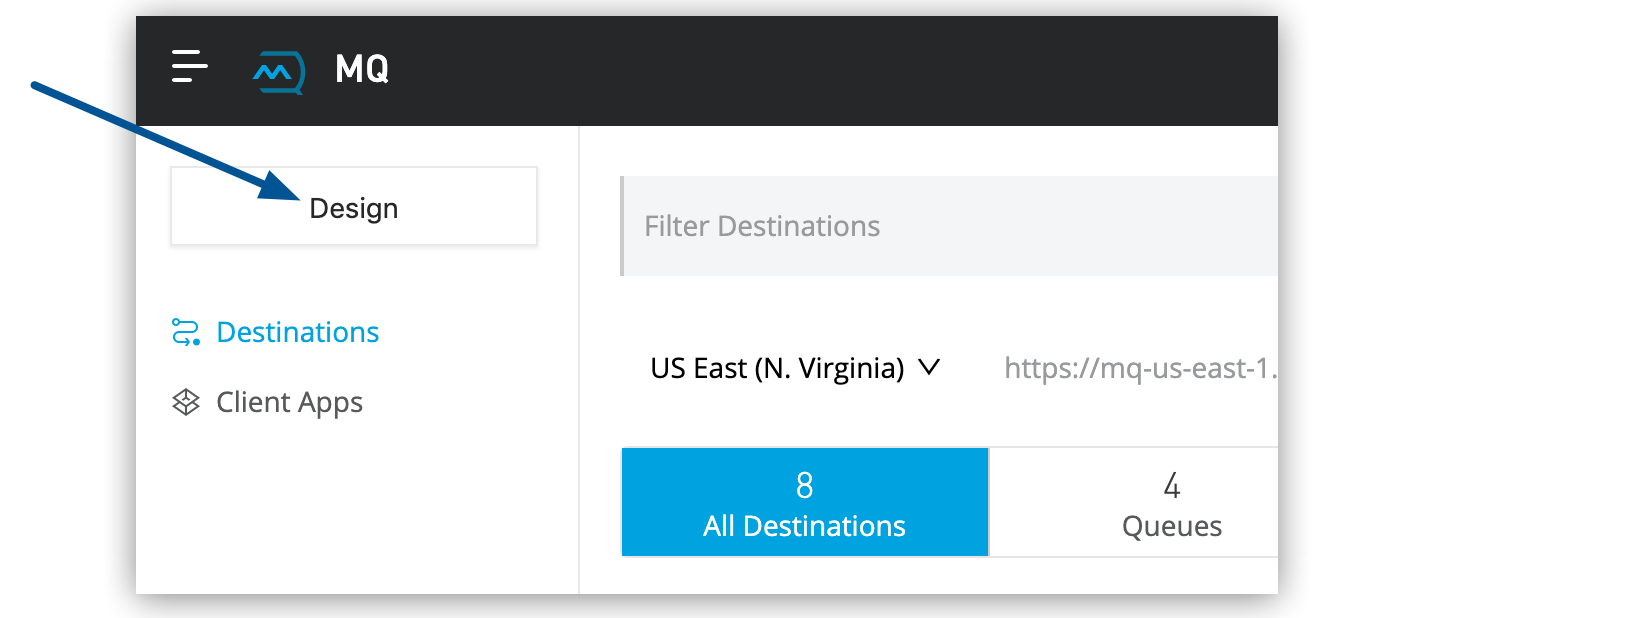 MQ
Design
Destinations
Client Apps
Filter Destinations
US East (N. Virginia)
https://mq-us-east-1.
8
All Destinations
4
Queues